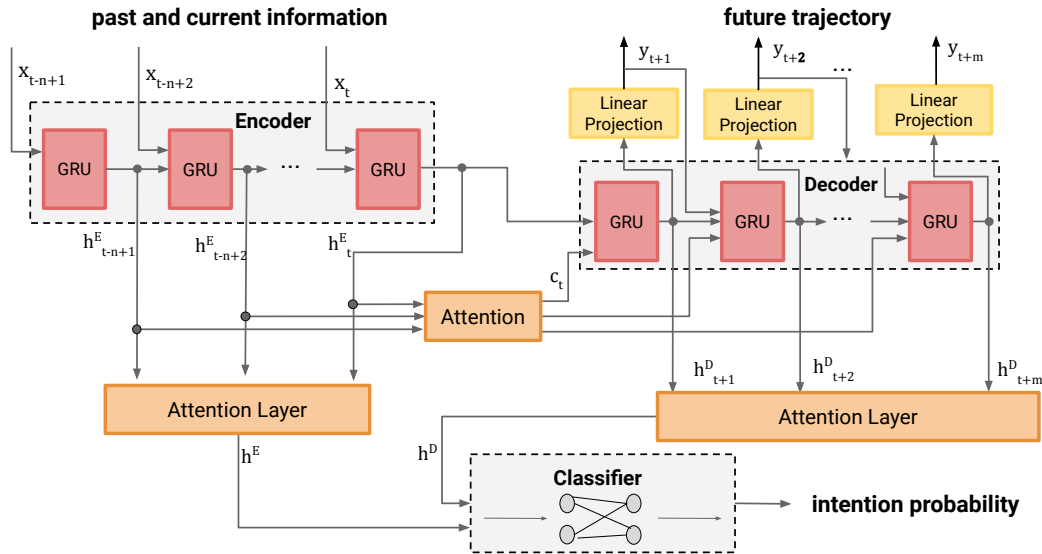 past and current information
future trajectory
x_{t-n+1}
x_{t-n+2}
x_t
y_{t+1}
y_{t+2}
...
y_{t+m}
Linear
Projection
Linear
Projection
Linear
Projection
Encoder
GRU
GRU
...
GRU
Decoder
GRU
GRU
...
GRU
h^E_{t-n+1}
h^E_{t-n+2}
h^E_t
c_t
Attention
h^D_{t+1}
h^D_{t+2}
h^D_{t+m}
Attention Layer
Attention Layer
h^E
h^D
Classifier
intention probability